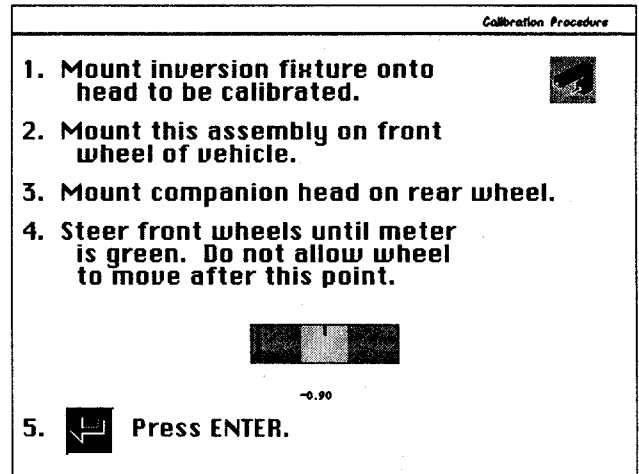 Calibration Procedure
1. Mount inversion fixture onto
head to be calibrated.
2. Mount this assembly on front
wheel of vehicle.
3. Mount companion head on rear wheel.
4. Steer front wheels until meter
is green. Do not allow wheel
to move after this point.
-0.90
5. Press ENTER.